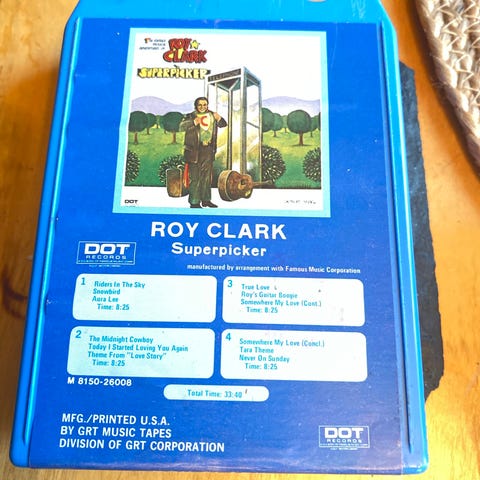 ROY
CLARK
SUPERPICKER
C
DOT
ROY CLARK
Superpicker
DOT
RECORDS
manufactured by arrangement with Famous Music Corporation
1 Riders In The Sky
Snowbird
Aura Lee
Time: 8:25
2 The Midnight Cowboy
Today I Started Loving You Again
Theme From "Love Story"
Time: 8:25
3 True Love
Roy's Guitar Boogie
Somewhere My Love (Cont.)
Time: 8:25
4 Somewhere My Love (Concl.)
Tara Theme
Never On Sunday
Time: 8:25
M 8150-26008
Total Time: 33:40
MFG./PRINTED U.S.A.
BY GRT MUSIC TAPES
DIVISION OF GRT CORPORATION
DOT
RECORDS